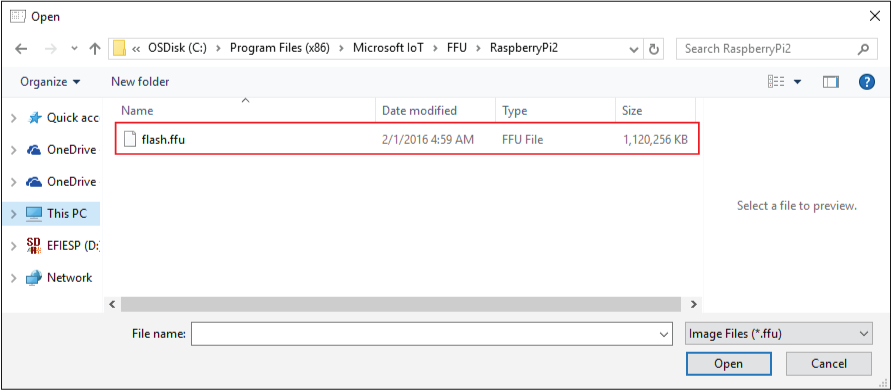 Open
« OSDisk (C:) > Program Files (x86) > Microsoft IoT > FFU > RaspberryPi2
Search RaspberryPi2
Organize
New folder
?
Name Date modified Type Size
flash.ffu 2/1/2016 4:59 AM FFU File 1,120,256 KB
Quick acc
OneDrive
OneDrive
This PC
SD
EFIESP (D:
Network
Select a file to preview.
File name:
Image Files (*.ffu)
Open Cancel